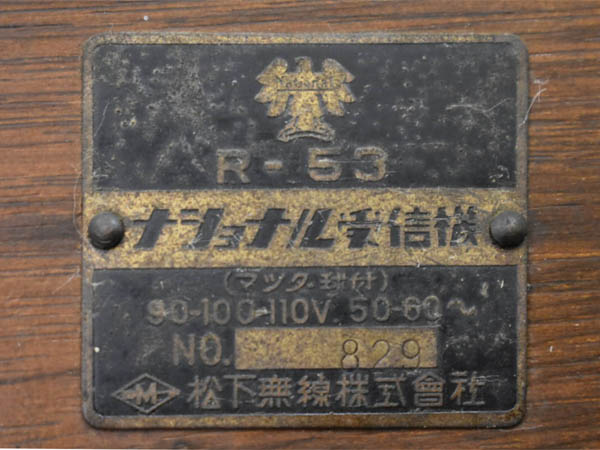 National
R-53
ナショナル受信機
(マツダ球付)
90-100-110V. 50-60～
NO. 829
M 松下無線株式會社